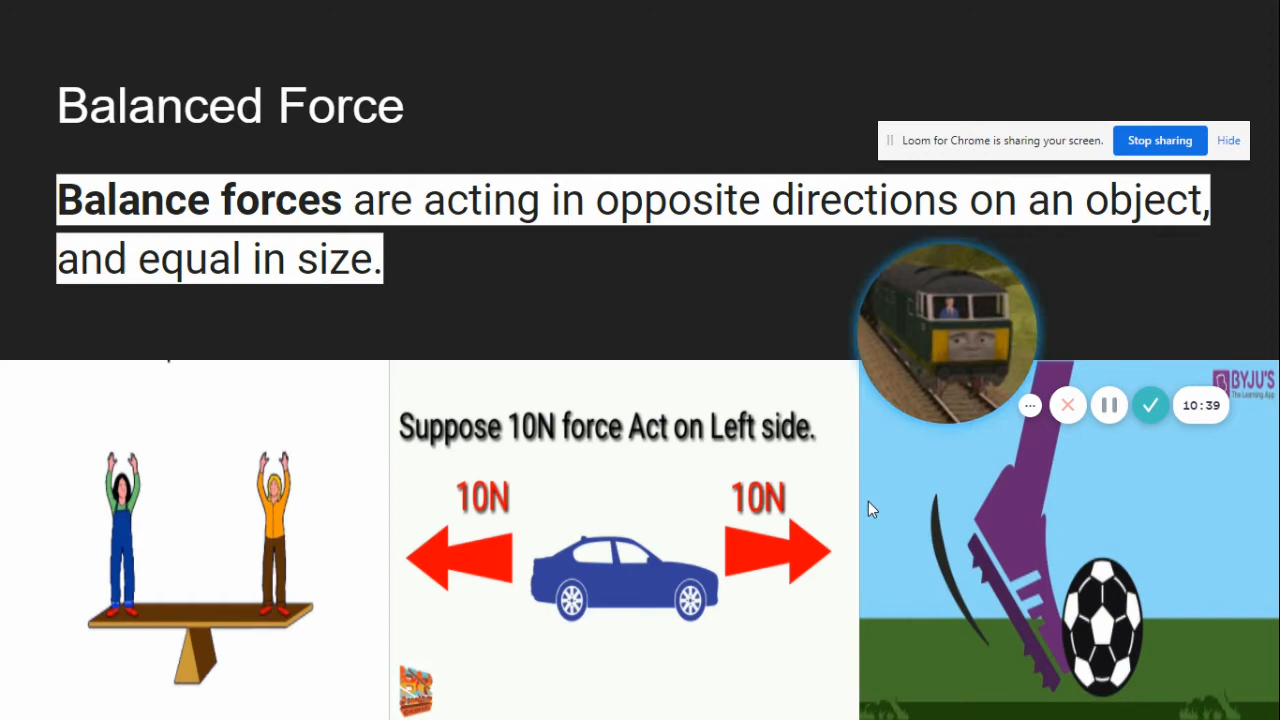 Balanced Force
Loom for Chrome is sharing your screen. Stop sharing Hide
Balance forces are acting in opposite directions on an object,
and equal in size.
BYJU'S
The Learning App
10:39
Suppose 10N force Act on Left side.
10N 10N